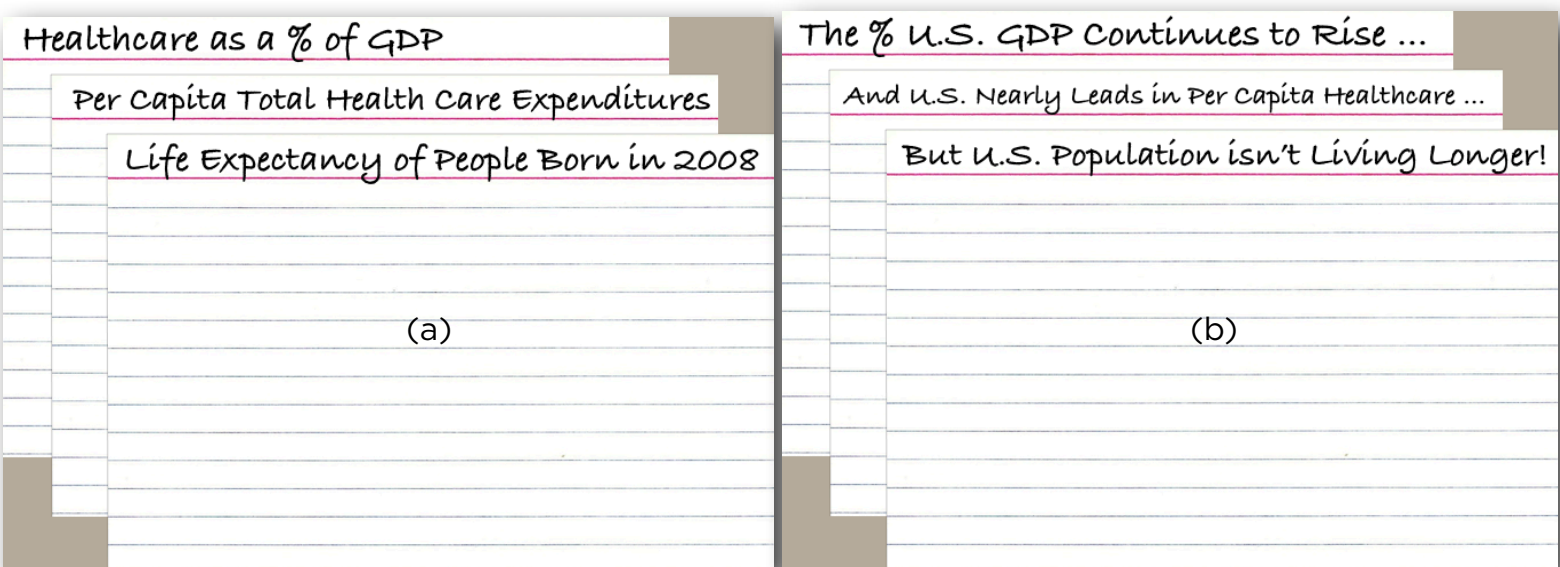 Healthcare as a % of GDP
Per Capita Total Health Care Expenditures
Life Expectancy of People Born in 2008
(a)
The % U.S. GDP Continues to Rise ...
And U.S. Nearly Leads in Per Capita Healthcare ...
But U.S. Population isn't Living Longer!
(b)